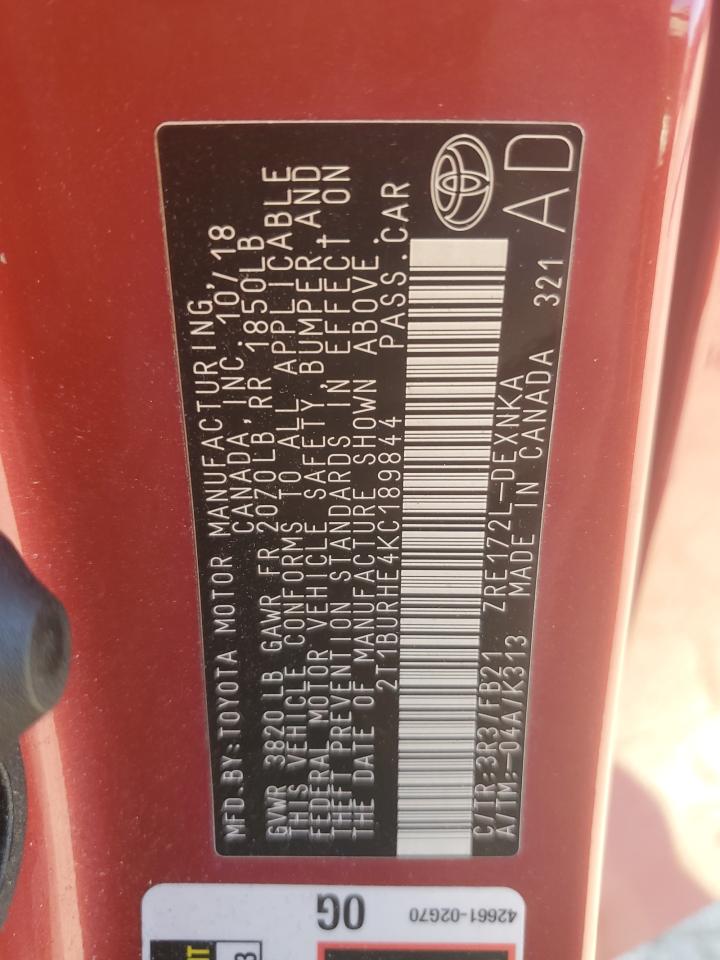 MFD.BY:TOYOTA MOTOR MANUFACTURING,
CANADA, INC. 10/18
GVWR 3820LB GAWR FR 2070LB, RR 1850LB
THIS VEHICLE CONFORMS TO ALL APPLICABLE
FEDERAL MOTOR VEHICLE SAFETY, BUMPER, AND
THEFT PREVENTION STANDARDS IN EFFECT ON
THE DATE OF MANUFACTURE SHOWN ABOVE.
2T1BURHE4KC189844 PASS.CAR
C/TR:3R3/FB21 ZRE172L-DEXNKA
A/TM:-04A/K313 MADE IN CANADA 321
AD
42661-02G70
0G